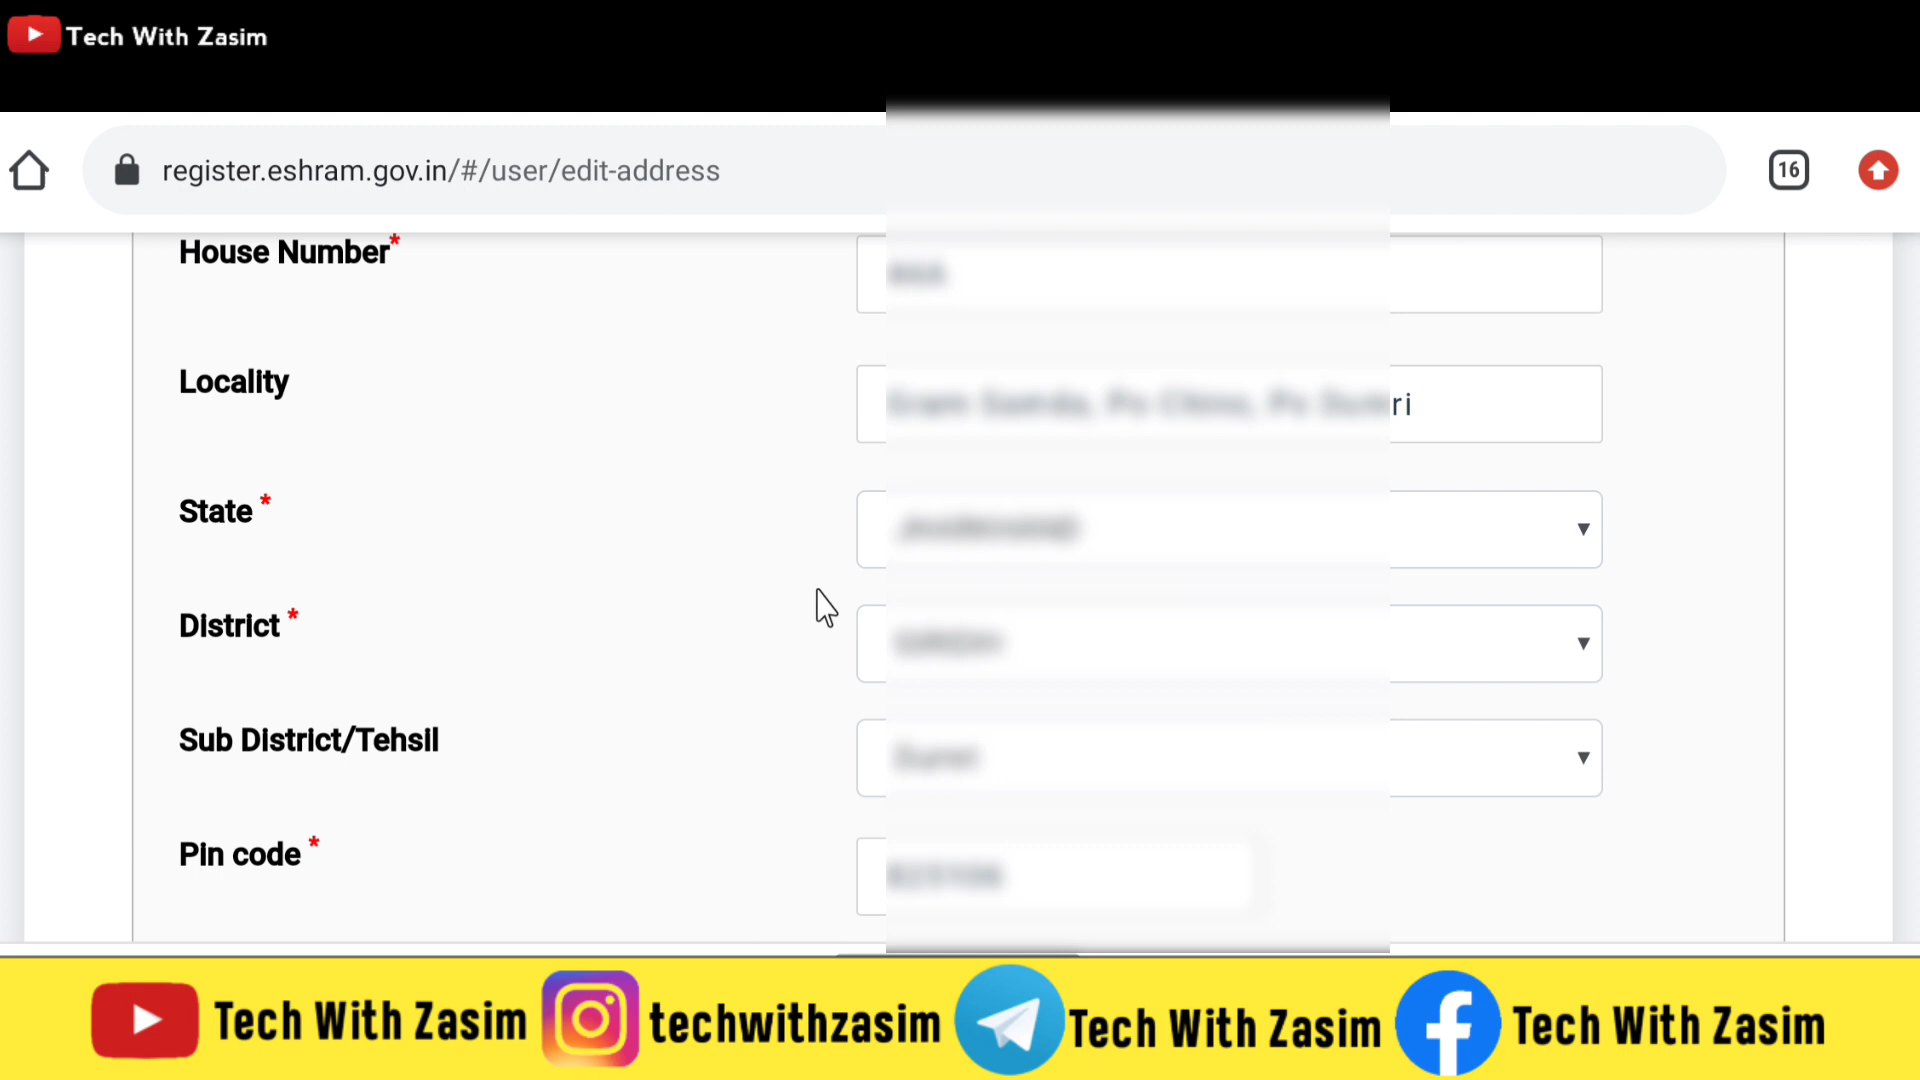 Tech With Zasim
register.eshram.gov.in/#/user/edit-address
16
House Number*
Locality
ri
State *
District *
Sub District/Tehsil
Pin code *
Tech With Zasim techwithzasim Tech With Zasim Tech With Zasim